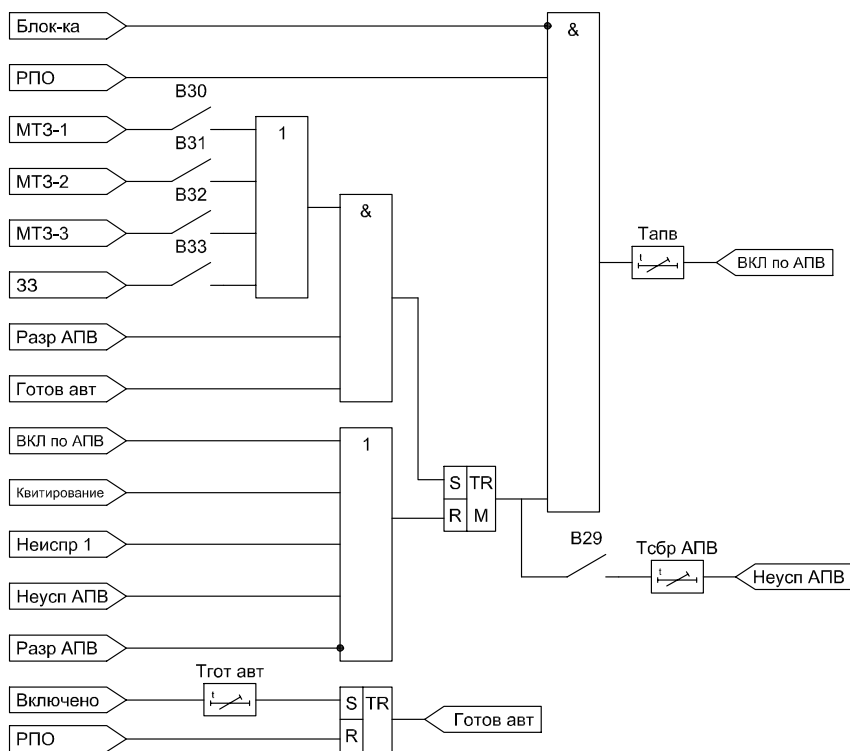 Блок-ка
&
РПО
В30
МТЗ-1
1
В31
МТЗ-2
В32
&
МТЗ-3
В33
Тапв
t
ВКЛ по АПВ
ЗЗ
Разр АПВ
Готов авт
ВКЛ по АПВ
1
Квитирование
S TR
R M
Неиспр 1
В29
Тсбр АПВ
t
Неусп АПВ
Неусп АПВ
Разр АПВ
Тгот авт
Включено
t
S TR
R
Готов авт
РПО